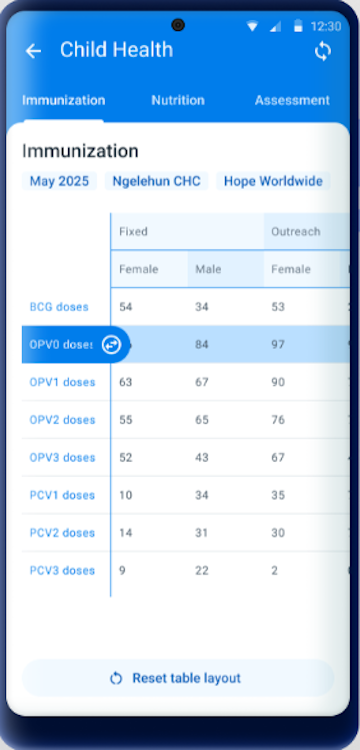 12:30
Child Health
Immunization Nutrition Assessment
Immunization
May 2025 Ngelehun CHC Hope Worldwide
Fixed Outreach
Female Male Female
BCG doses 54 34 53
OPV0 dose 84 97
OPV1 doses 63 67 90
OPV2 doses 55 65 76
OPV3 doses 52 43 67
PCV1 doses 10 34 35
PCV2 doses 14 31 30
PCV3 doses 9 22 2
Reset table layout